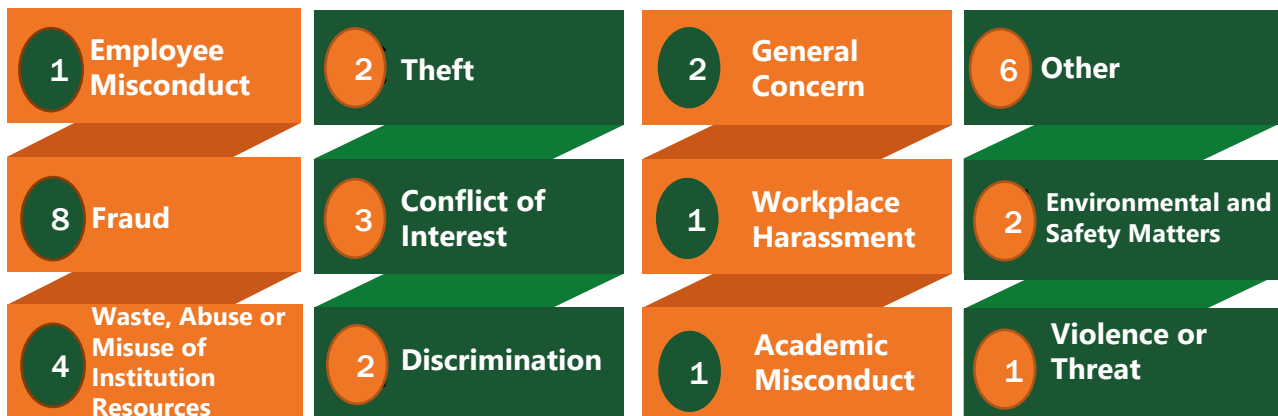 1
Employee
Misconduct
2
Theft
2
General
Concern
6
Other
8
Fraud
3
Conflict of
Interest
1
Workplace
Harassment
2
Environmental and
Safety Matters
4
Waste, Abuse or
Misuse of
Institution
Resources
2
Discrimination
1
Academic
Misconduct
1
Violence or
Threat